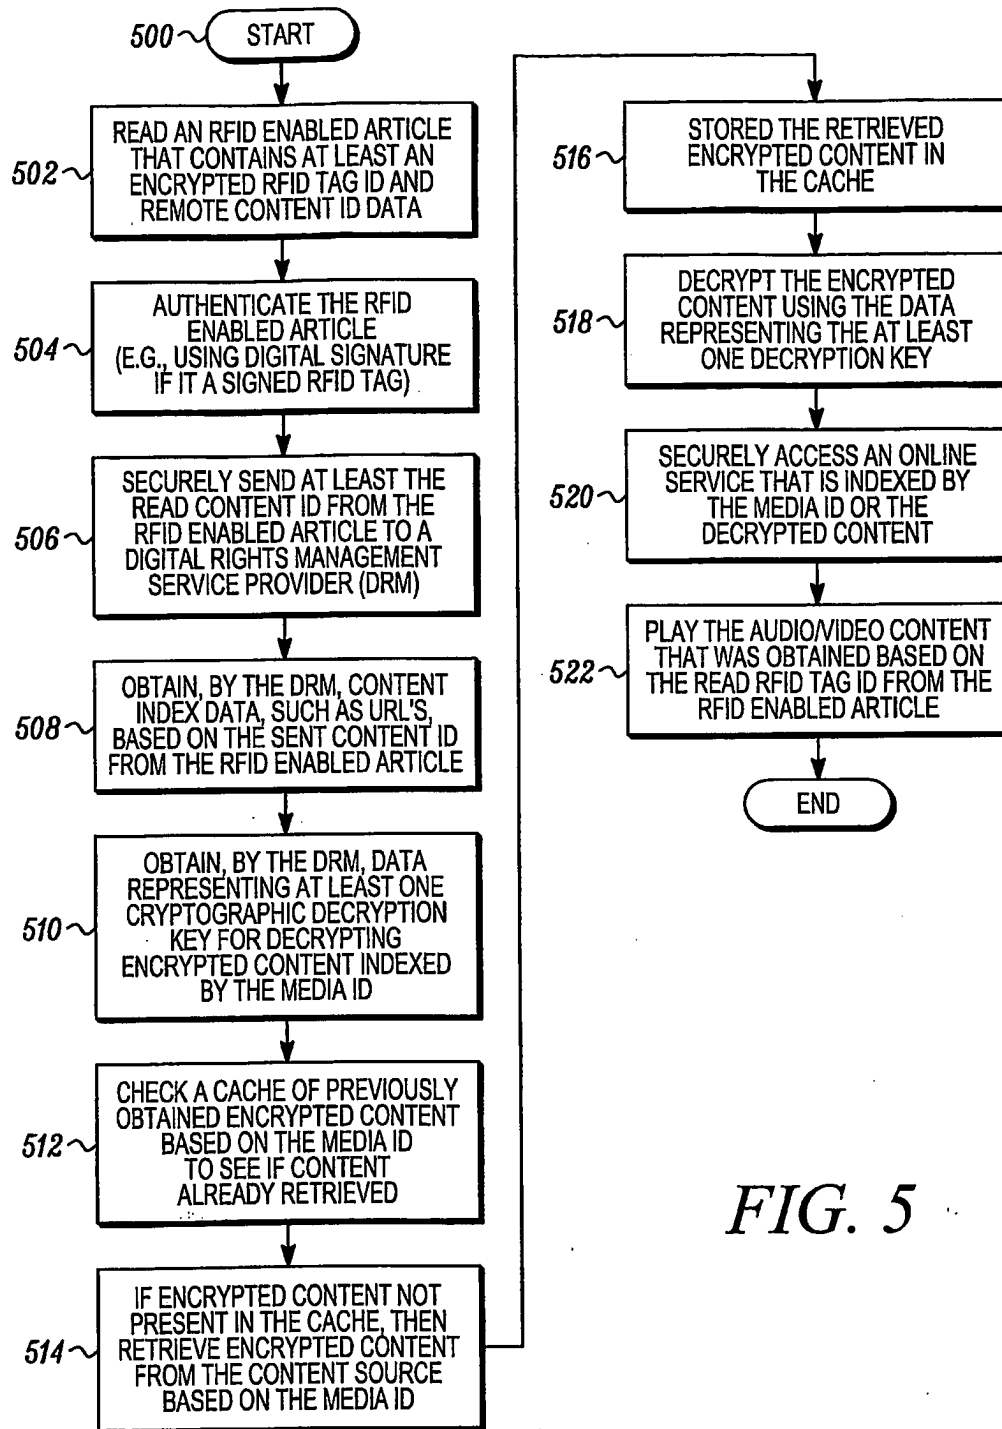 500
START
502
READ AN RFID ENABLED ARTICLE
THAT CONTAINS AT LEAST AN
ENCRYPTED RFID TAG ID AND
REMOTE CONTENT ID DATA
504
AUTHENTICATE THE RFID
ENABLED ARTICLE
(E.G., USING DIGITAL SIGNATURE
IF IT A SIGNED RFID TAG)
506
SECURELY SEND AT LEAST THE
READ CONTENT ID FROM THE
RFID ENABLED ARTICLE TO A
DIGITAL RIGHTS MANAGEMENT
SERVICE PROVIDER (DRM)
508
OBTAIN, BY THE DRM, CONTENT
INDEX DATA, SUCH AS URL'S,
BASED ON THE SENT CONTENT ID
FROM THE RFID ENABLED ARTICLE
510
OBTAIN, BY THE DRM, DATA
REPRESENTING AT LEAST ONE
CRYPTOGRAPHIC DECRYPTION
KEY FOR DECRYPTING
ENCRYPTED CONTENT INDEXED
BY THE MEDIA ID
512
CHECK A CACHE OF PREVIOUSLY
OBTAINED ENCRYPTED CONTENT
BASED ON THE MEDIA ID
TO SEE IF CONTENT
ALREADY RETRIEVED
514
IF ENCRYPTED CONTENT NOT
PRESENT IN THE CACHE, THEN
RETRIEVE ENCRYPTED CONTENT
FROM THE CONTENT SOURCE
BASED ON THE MEDIA ID
516
STORED THE RETRIEVED
ENCRYPTED CONTENT IN
THE CACHE
518
DECRYPT THE ENCRYPTED
CONTENT USING THE DATA
REPRESENTING THE AT LEAST
ONE DECRYPTION KEY
520
SECURELY ACCESS AN ONLINE
SERVICE THAT IS INDEXED BY
THE MEDIA ID OR THE
DECRYPTED CONTENT
522
PLAY THE AUDIO/VIDEO CONTENT
THAT WAS OBTAINED BASED ON
THE READ RFID TAG ID FROM THE
RFID ENABLED ARTICLE
END
FIG. 5